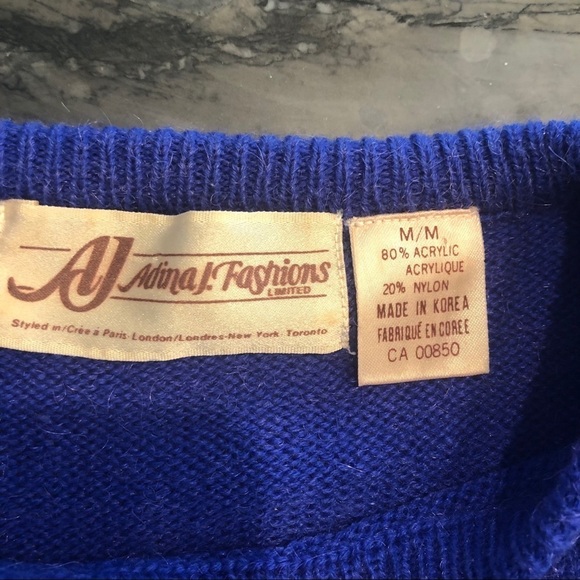 AJ Adina J. Fashions
LIMITED
Styled in/Crée à Paris-London/Londres-New York-Toronto
M/M
80% ACRYLIC
ACRYLIQUE
20% NYLON
MADE IN KOREA
FABRIQUÉ EN COREE
CA 00850